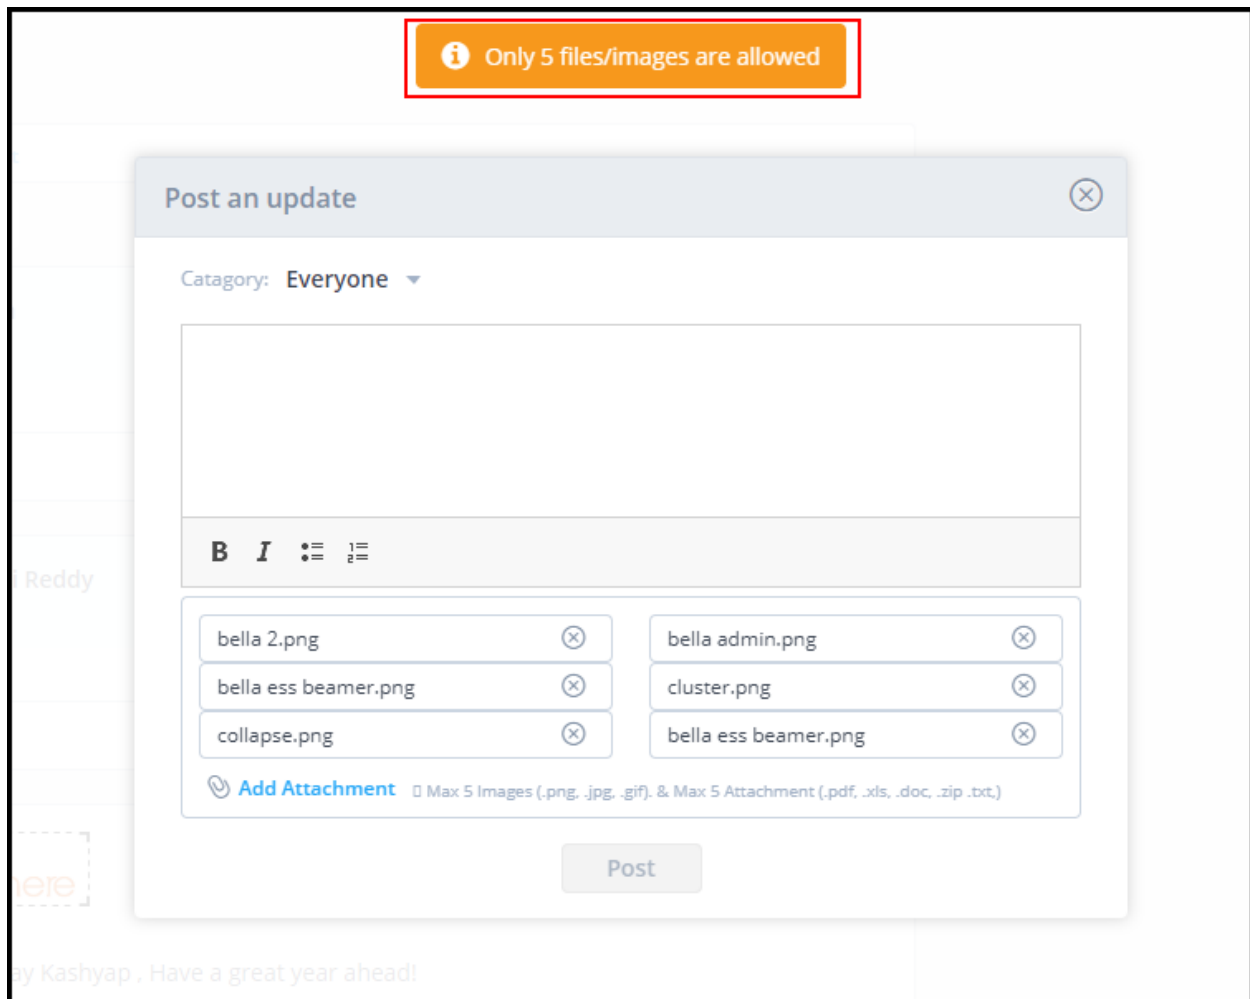 Only 5 files/images are allowed
Post an update
Catagory: Everyone
B I
i Reddy
bella 2.png
bella admin.png
bella ess beamer.png
cluster.png
collapse.png
bella ess beamer.png
Add Attachment Max 5 Images (.png, .jpg, .gif). & Max 5 Attachment (.pdf, .xls, .doc, .zip .txt,)
Post
here
ay Kashyap , Have a great year ahead!